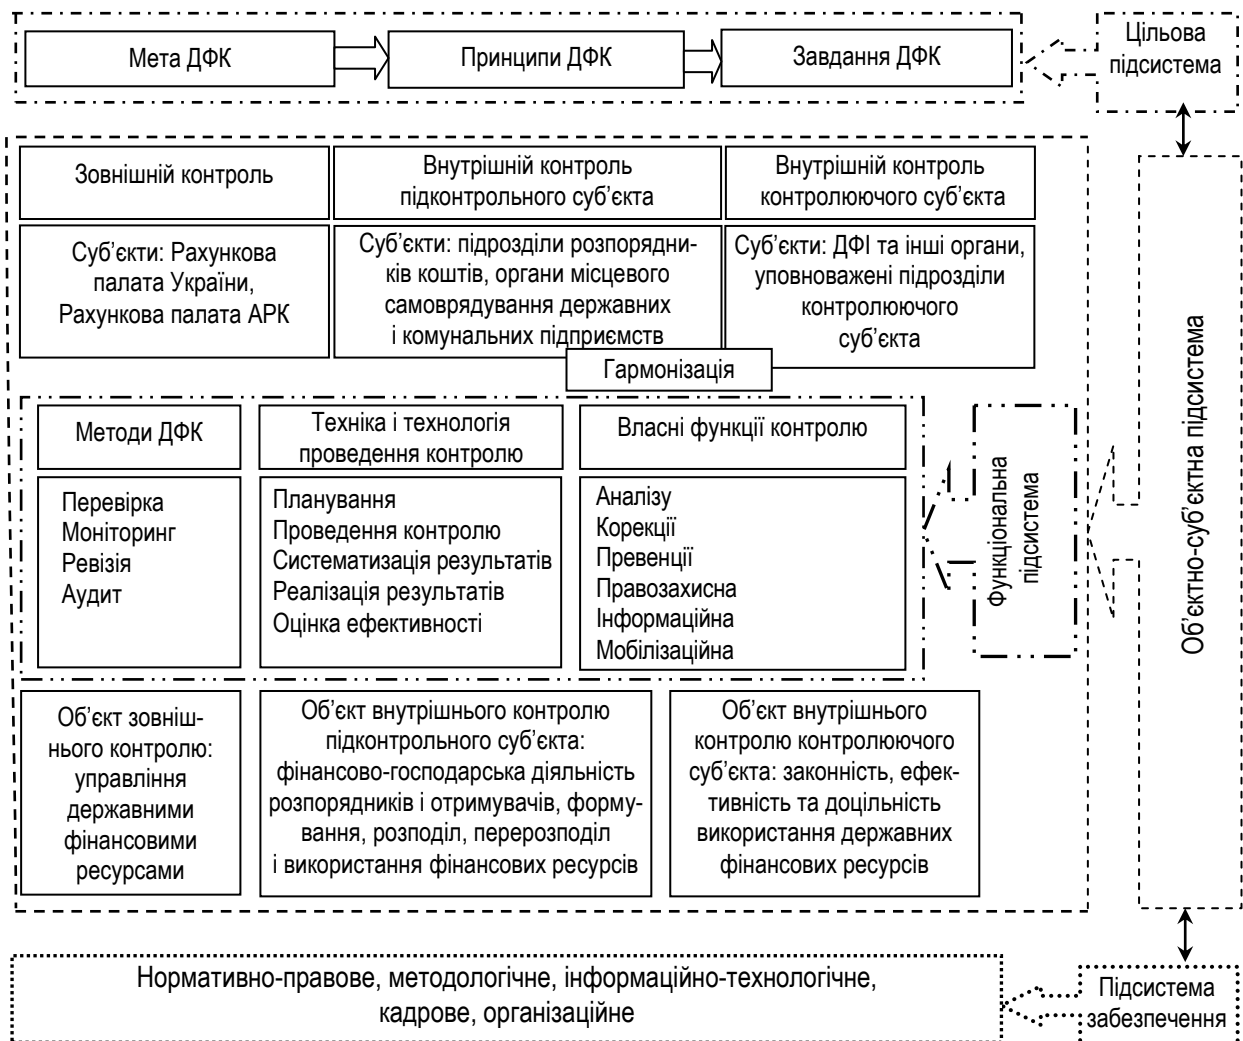 Мета ДФК
Принципи ДФК
Завдання ДФК
Цільова
підсистема
Зовнішній контроль
Внутрішній контроль
підконтрольного суб’єкта
Внутрішній контроль
контролюючого суб’єкта
Суб’єкти: Рахункова
палата України,
Рахункова палата АРК
Суб’єкти: підрозділи розпорядни-
ків коштів, органи місцевого
самоврядування державних
і комунальних підприємств
Суб’єкти: ДФІ та інші органи,
уповноважені підрозділи
контролюючого
суб’єкта
Гармонізація
Методи ДФК
Техніка і технологія
проведення контролю
Власні функції контролю
Перевірка
Моніторинг
Ревізія
Аудит
Планування
Проведення контролю
Систематизація результатів
Реалізація результатів
Оцінка ефективності
Аналізу
Корекції
Превенції
Правозахисна
Інформаційна
Мобілізаційна
Функціональна
підсистема
Об’єктно-суб’єктна підсистема
Об’єкт зовніш-
нього контролю:
управління
державними
фінансовими
ресурсами
Об’єкт внутрішнього контролю
підконтрольного суб’єкта:
фінансово-господарська діяльність
розпорядників і отримувачів, форму-
вання, розподіл, перерозподіл
і використання фінансових ресурсів
Об’єкт внутрішнього
контролю контролюючого
суб’єкта: законність, ефек-
тивність та доцільність
використання державних
фінансових ресурсів
Нормативно-правове, методологічне, інформаційно-технологічне,
кадрове, організаційне
Підсистема
забезпечення